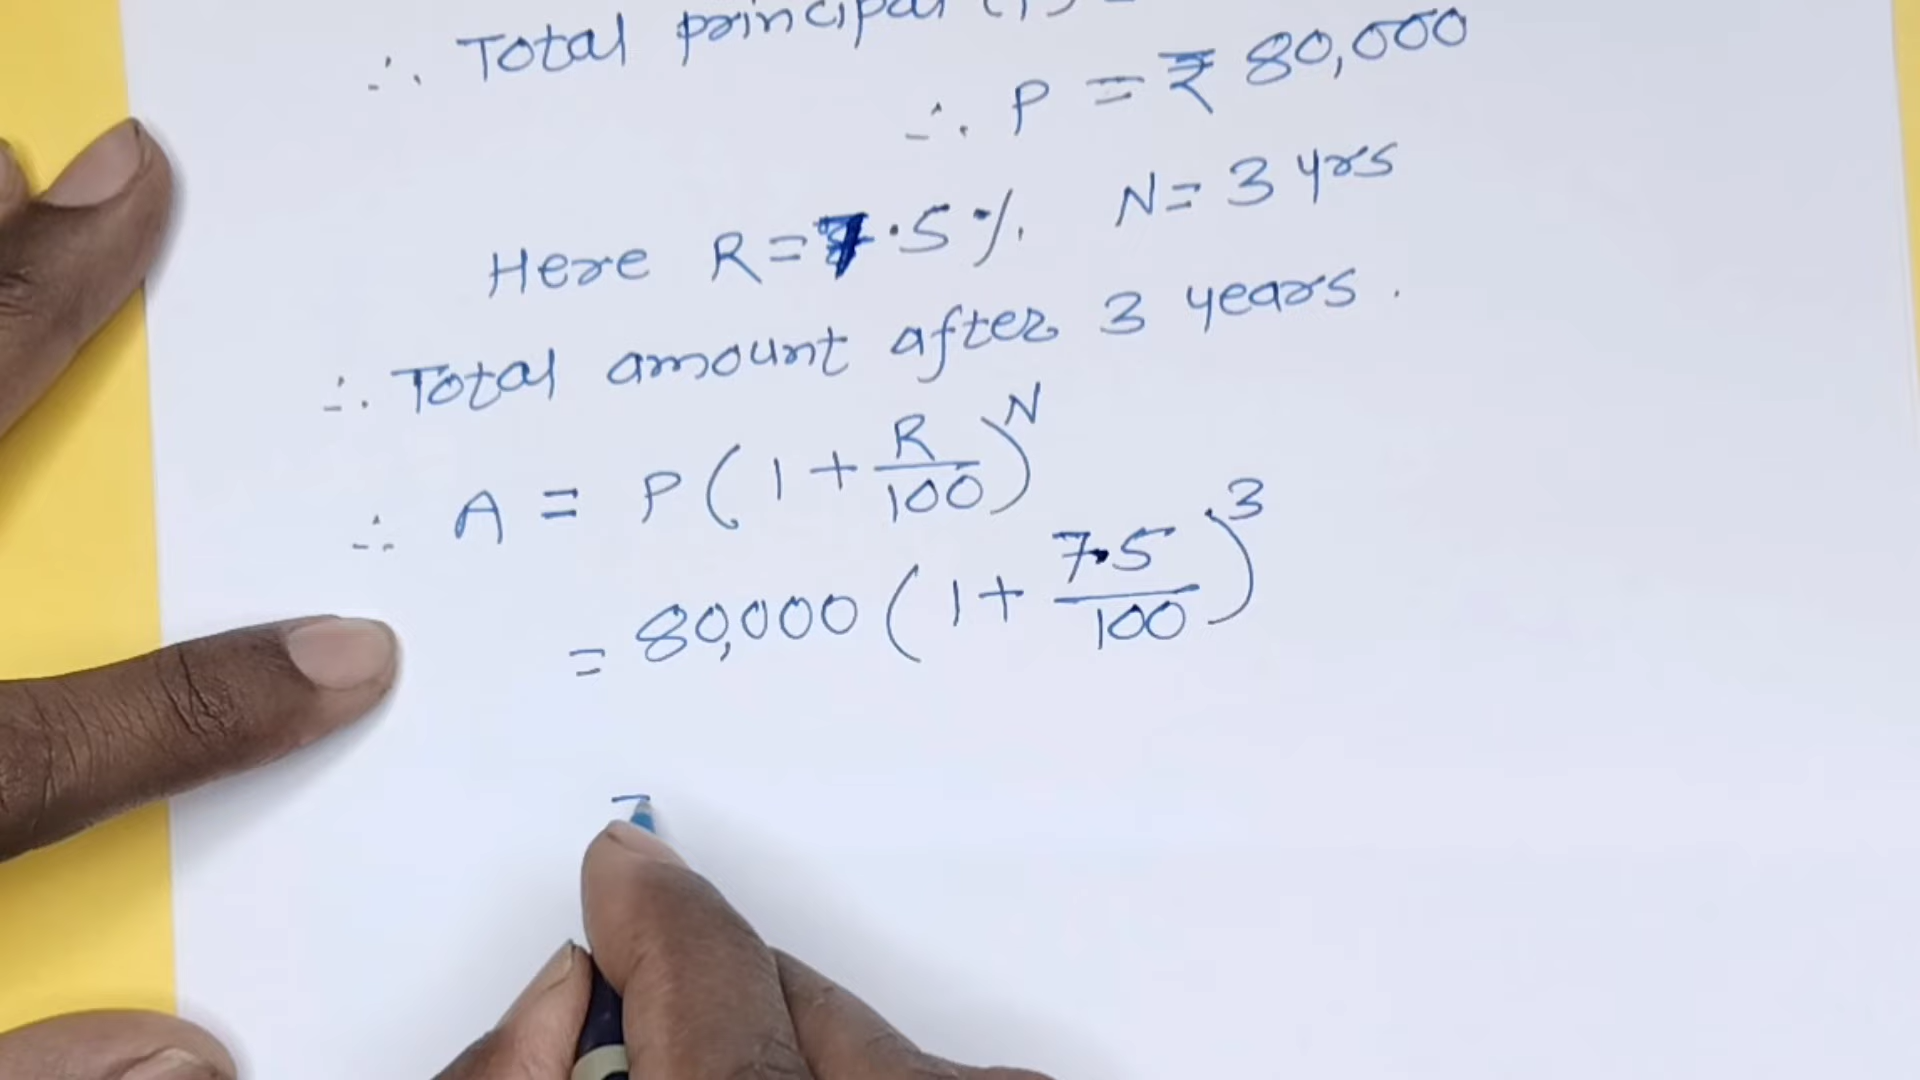 ∴ Total principal (P) =
∴ P = ₹ 80,000
Here R = 7.5% N = 3 yrs
∴ Total amount after 3 years.
∴ A = P(1 + R/100)^N
= 80,000(1 + 7.5/100)^3